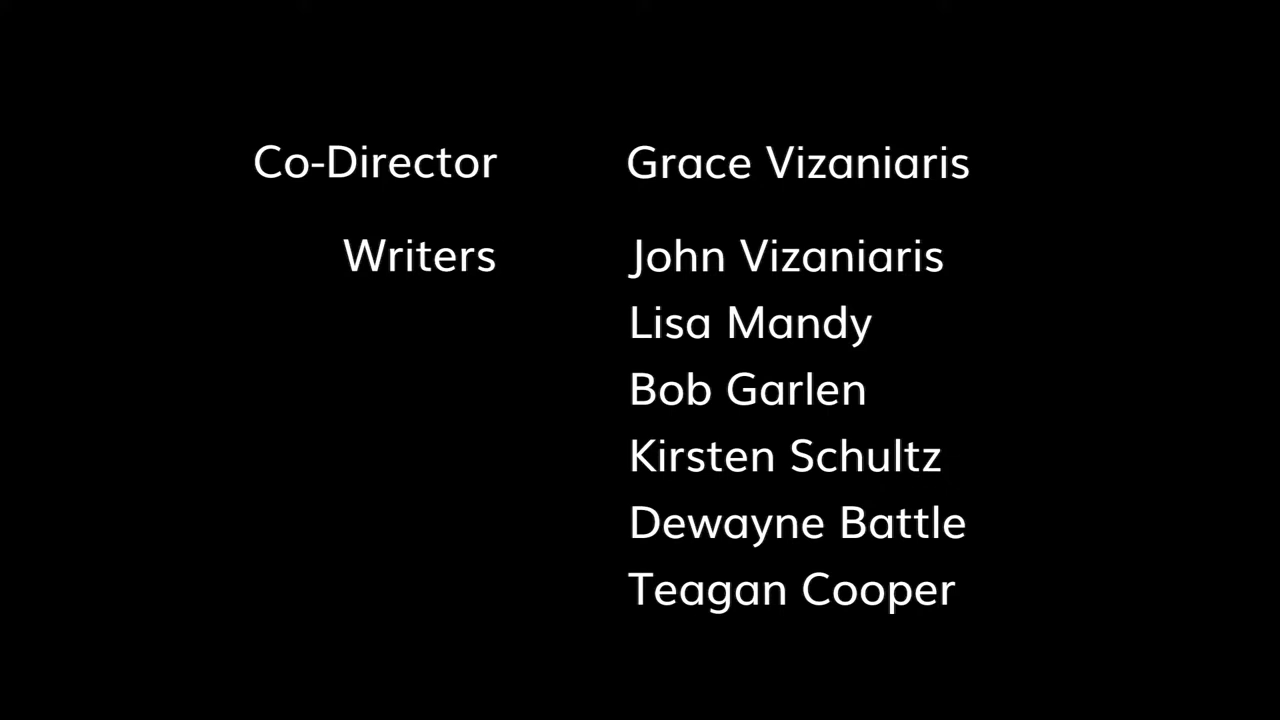 Co-Director Grace Vizaniaris
Writers John Vizaniaris
Lisa Mandy
Bob Garlen
Kirsten Schultz
Dewayne Battle
Teagan Cooper